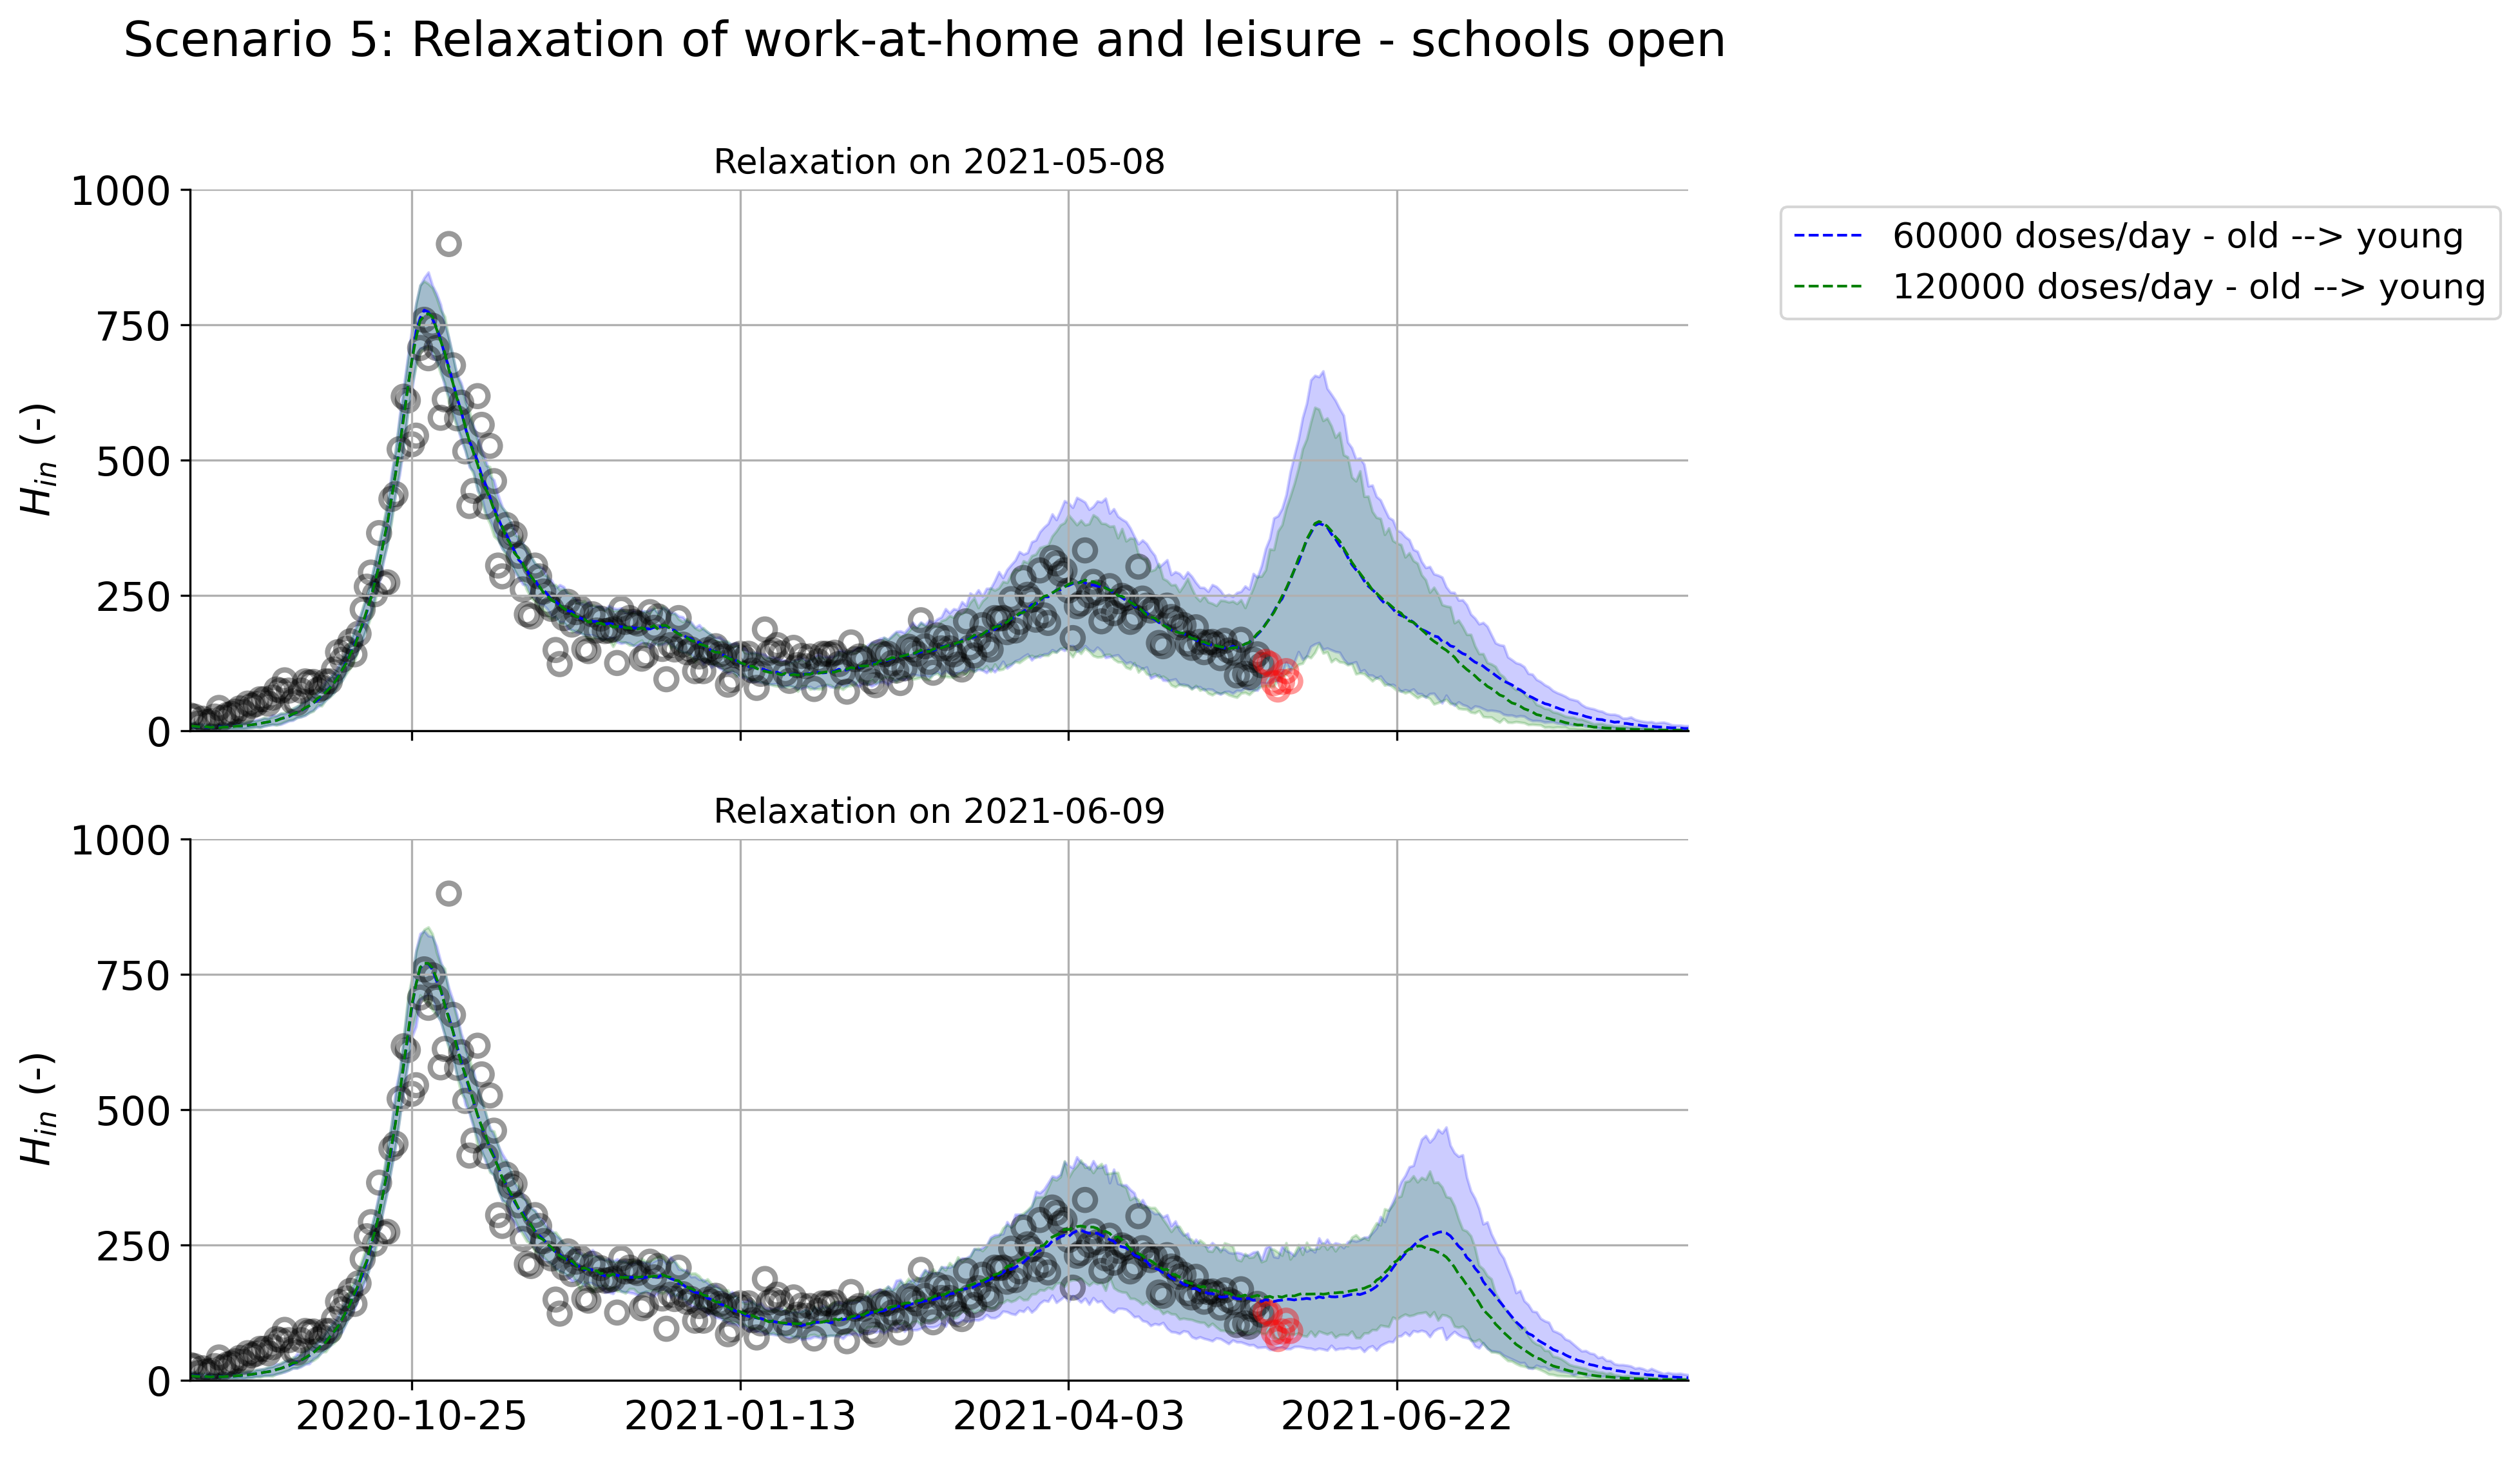 Scenario 5: Relaxation of work-at-home and leisure - schools open
Relaxation on 2021-05-08
1000
750
500
250
0
H_in (-)
60000 doses/day - old --> young
120000 doses/day - old --> young
Relaxation on 2021-06-09
1000
750
500
250
0
H_in (-)
2020-10-25 2021-01-13 2021-04-03 2021-06-22